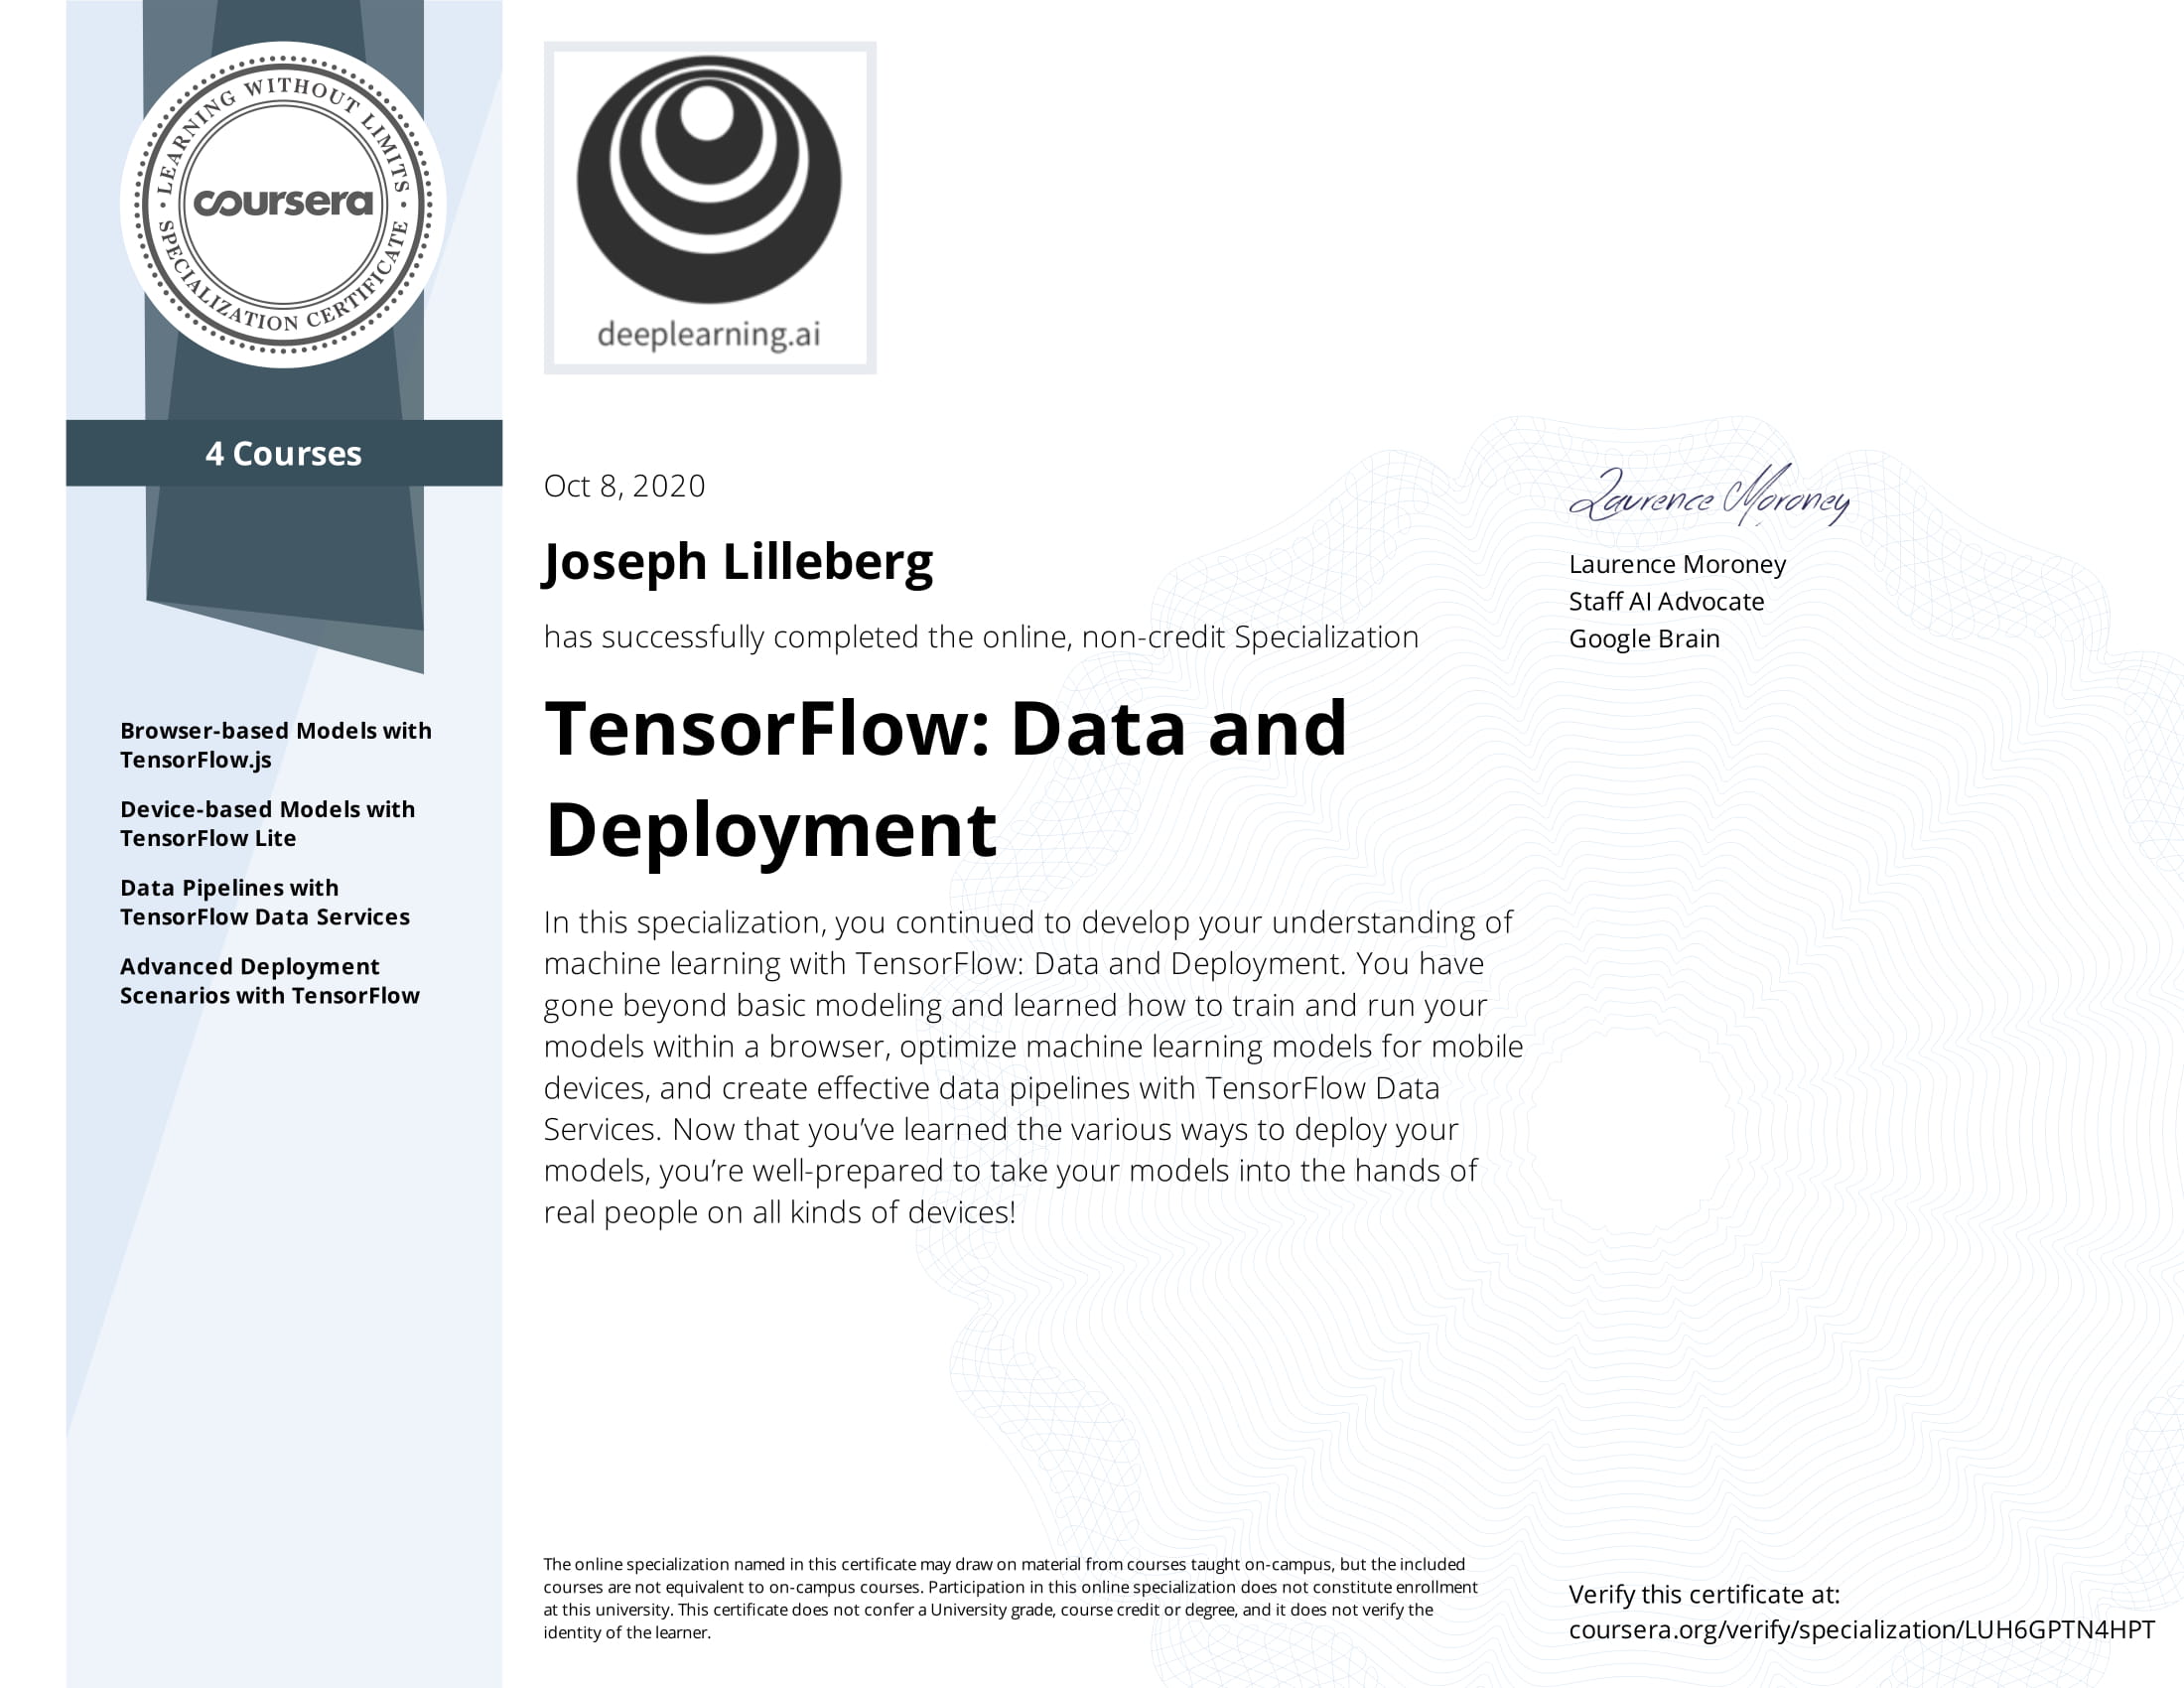 LEARNING WITHOUT LIMITS
coursera
SPECIALIZATION CERTIFICATE
4 Courses
Browser-based Models with
TensorFlow.js
Device-based Models with
TensorFlow Lite
Data Pipelines with
TensorFlow Data Services
Advanced Deployment
Scenarios with TensorFlow
deeplearning.ai
Oct 8, 2020
Joseph Lilleberg
has successfully completed the online, non-credit Specialization
TensorFlow: Data and
Deployment
In this specialization, you continued to develop your understanding of
machine learning with TensorFlow: Data and Deployment. You have
gone beyond basic modeling and learned how to train and run your
models within a browser, optimize machine learning models for mobile
devices, and create effective data pipelines with TensorFlow Data
Services. Now that you’ve learned the various ways to deploy your
models, you’re well-prepared to take your models into the hands of
real people on all kinds of devices!
Laurence Moroney
Laurence Moroney
Staff AI Advocate
Google Brain
The online specialization named in this certificate may draw on material from courses taught on-campus, but the included
courses are not equivalent to on-campus courses. Participation in this online specialization does not constitute enrollment
at this university. This certificate does not confer a University grade, course credit or degree, and it does not verify the
identity of the learner.
Verify this certificate at:
coursera.org/verify/specialization/LUH6GPTN4HPT